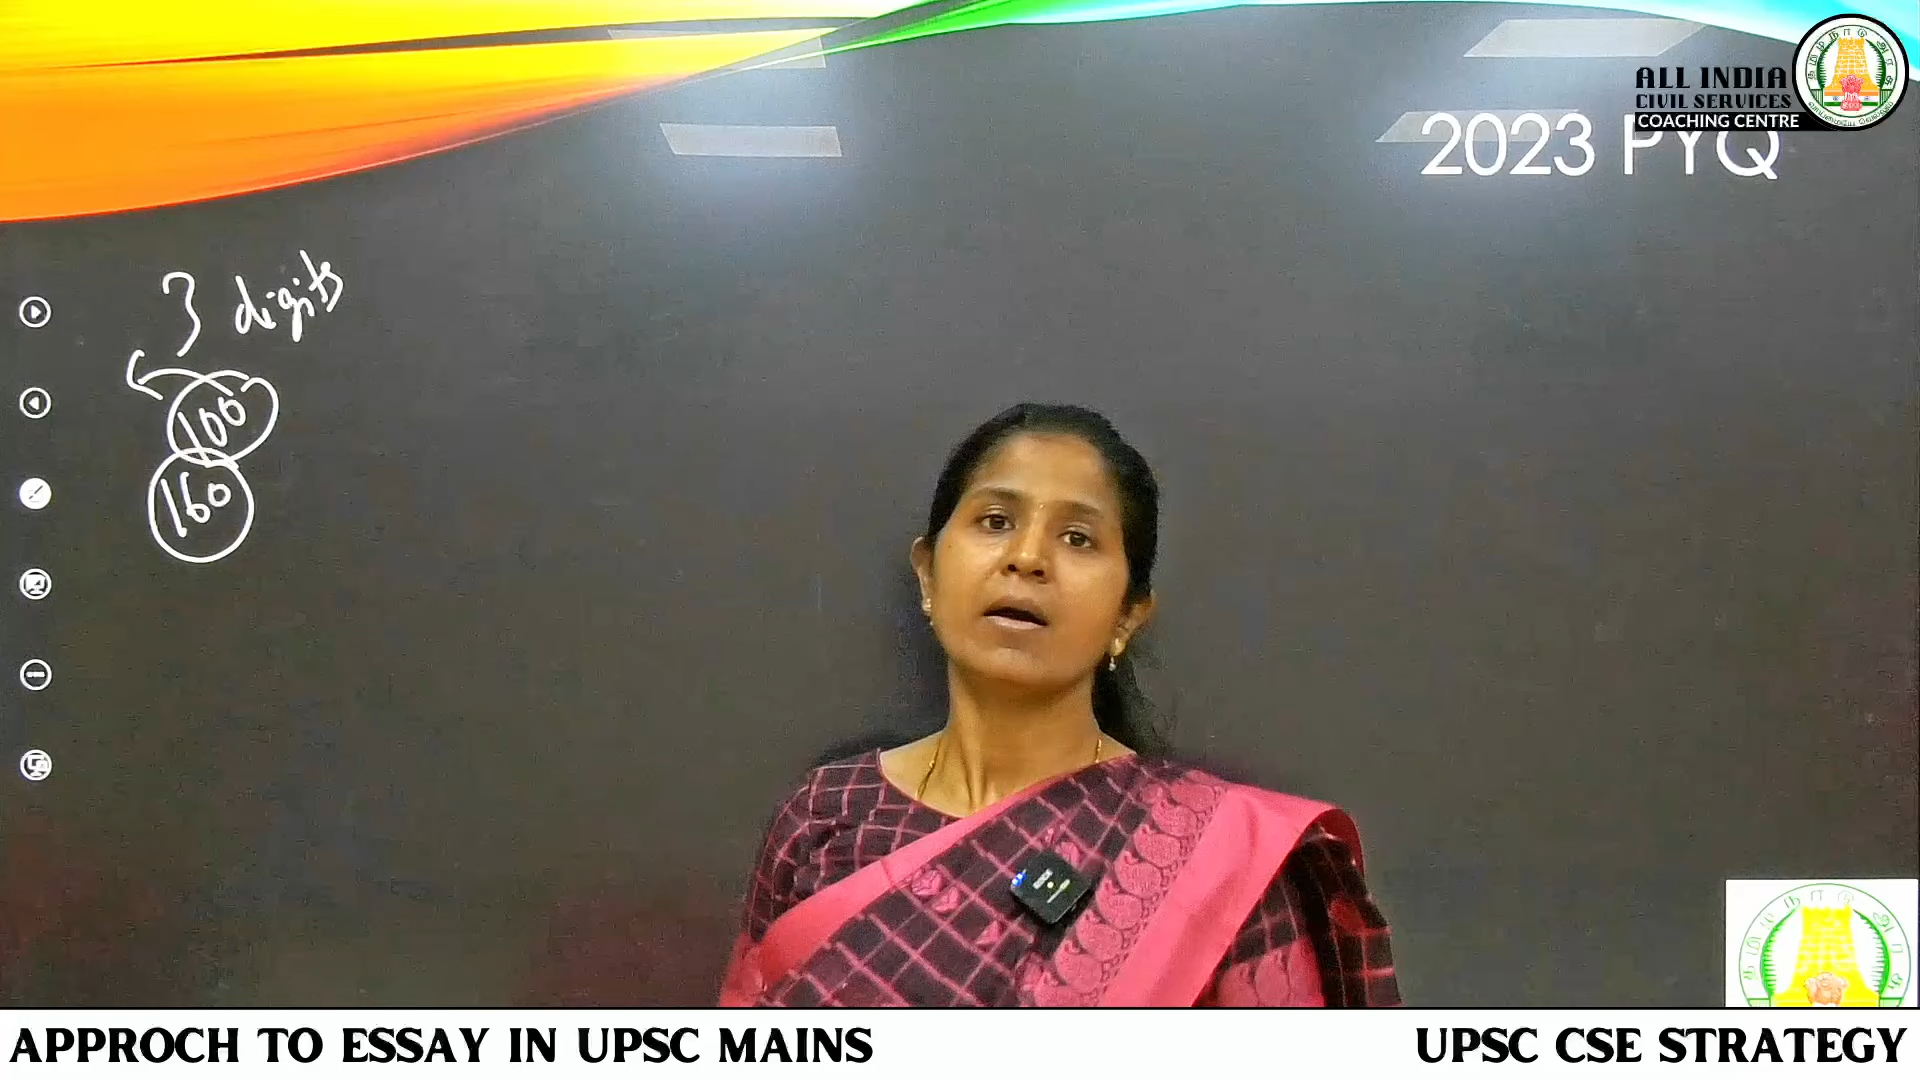 ALL INDIA
CIVIL SERVICES
COACHING CENTRE
2023 PYQ
3 digits
100
160
APPROCH TO ESSAY IN UPSC MAINS
UPSC CSE STRATEGY